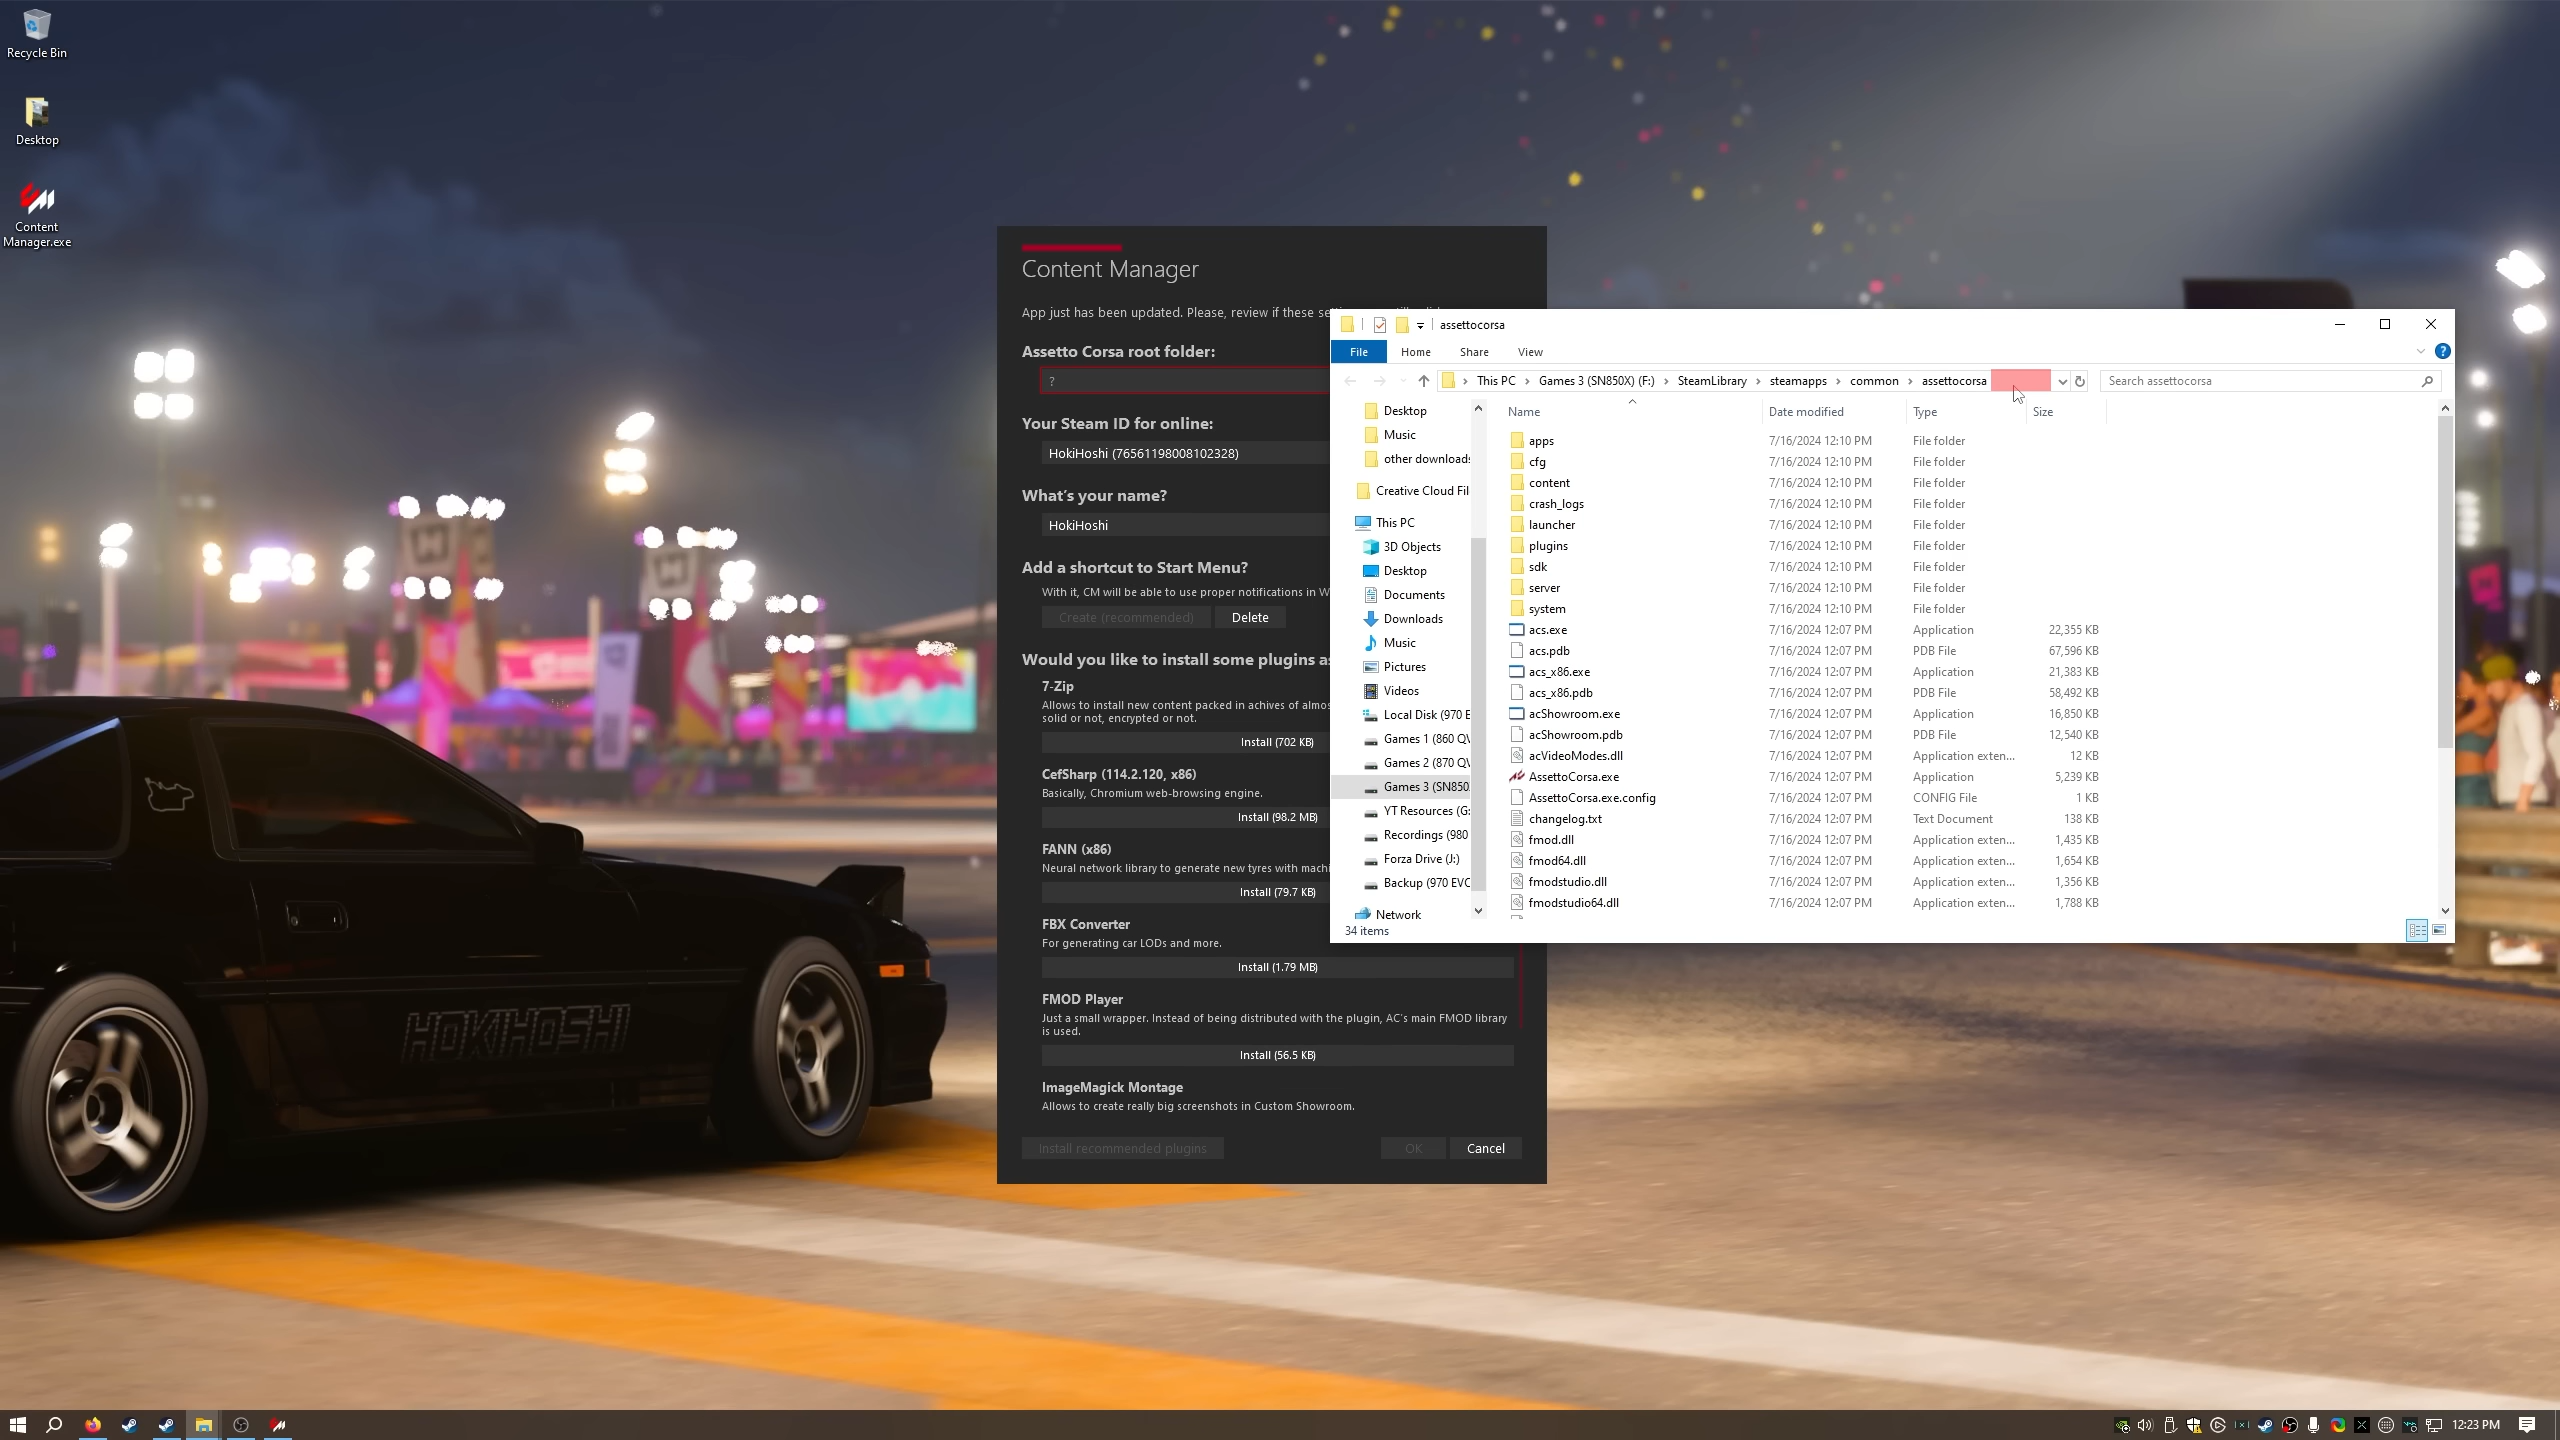 Recycle Bin
Desktop
Content
Manager.exe
HOKIHOSHI
Content Manager
App just has been updated. Please, review if these
Assetto Corsa root folder:
?
Your Steam ID for online:
HokiHoshi (76561198008102328)
What's your name?
HokiHoshi
Add a shortcut to Start Menu?
With it, CM will be able to use proper notifications in W
Create (recommended)
Delete
Would you like to install some plugins as
7-Zip
Allows to install new content packed in achives of almos
solid or not, encrypted or not.
Install (702 KB)
CefSharp (114.2.120, x86)
Basically, Chromium web-browsing engine.
Install (98.2 MB)
FANN (x86)
Neural network library to generate new tyres with machi
Install (79.7 KB)
FBX Converter
For generating car LODs and more.
Install (1.79 MB)
FMOD Player
Just a small wrapper. Instead of being distributed with the plugin, AC's main FMOD library
is used.
Install (56.5 KB)
ImageMagick Montage
Allows to create really big screenshots in Custom Showroom.
Install recommended plugins
OK
Cancel
assettocorsa
File Home Share View
This PC > Games 3 (SN850X) (F:) > SteamLibrary > steamapps > common > assettocorsa
Search assettocorsa
Desktop
Music
other downloads
Creative Cloud Fil
This PC
3D Objects
Desktop
Documents
Downloads
Music
Pictures
Videos
Local Disk (970 E
Games 1 (860 QV
Games 2 (870 QV
Games 3 (SN850
YT Resources (G:
Recordings (980
Forza Drive (J:)
Backup (970 EVO
Network
Name Date modified Type Size
apps 7/16/2024 12:10 PM File folder
cfg 7/16/2024 12:10 PM File folder
content 7/16/2024 12:10 PM File folder
crash_logs 7/16/2024 12:10 PM File folder
launcher 7/16/2024 12:10 PM File folder
plugins 7/16/2024 12:10 PM File folder
sdk 7/16/2024 12:10 PM File folder
server 7/16/2024 12:10 PM File folder
system 7/16/2024 12:10 PM File folder
acs.exe 7/16/2024 12:07 PM Application 22,355 KB
acs.pdb 7/16/2024 12:07 PM PDB File 67,596 KB
acs_x86.exe 7/16/2024 12:07 PM Application 21,383 KB
acs_x86.pdb 7/16/2024 12:07 PM PDB File 58,492 KB
acShowroom.exe 7/16/2024 12:07 PM Application 16,850 KB
acShowroom.pdb 7/16/2024 12:07 PM PDB File 12,540 KB
acVideoModes.dll 7/16/2024 12:07 PM Application exten... 12 KB
AssettoCorsa.exe 7/16/2024 12:07 PM Application 5,239 KB
AssettoCorsa.exe.config 7/16/2024 12:07 PM CONFIG File 1 KB
changelog.txt 7/16/2024 12:07 PM Text Document 138 KB
fmod.dll 7/16/2024 12:07 PM Application exten... 1,435 KB
fmod64.dll 7/16/2024 12:07 PM Application exten... 1,654 KB
fmodstudio.dll 7/16/2024 12:07 PM Application exten... 1,356 KB
fmodstudio64.dll 7/16/2024 12:07 PM Application exten... 1,788 KB
34 items
12:23 PM